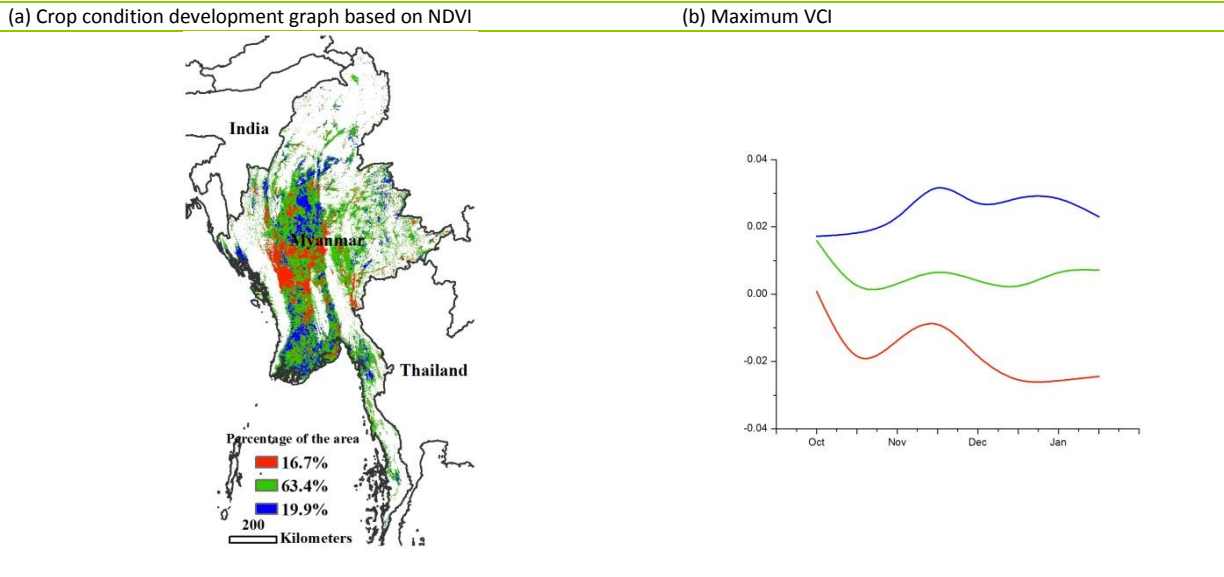 (a) Crop condition development graph based on NDVI
(b) Maximum VCI
India
Myanmar
Thailand
Percentage of the area
16.7%
63.4%
19.9%
200
Kilometers
0.04
0.02
0.00
-0.02
-0.04
Oct Nov Dec Jan